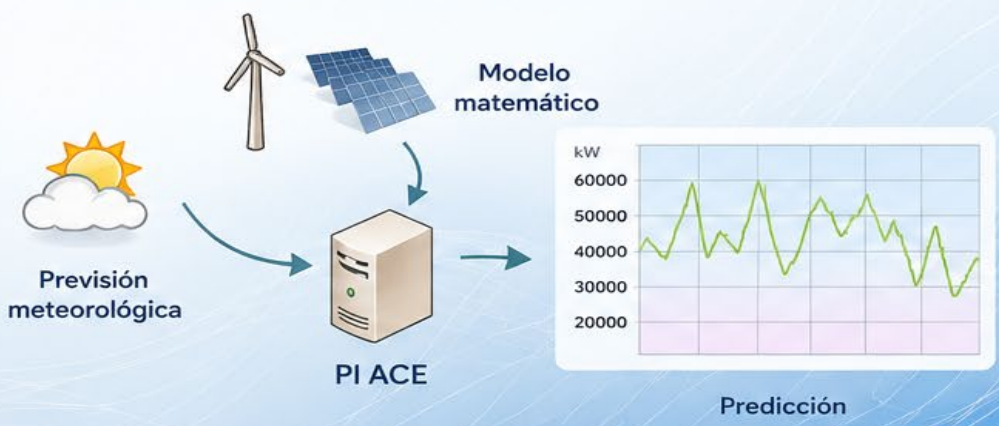 Modelo
matemático
Previsión
meteorológica
PI ACE
kW
60000
50000
40000
30000
20000
Predicción